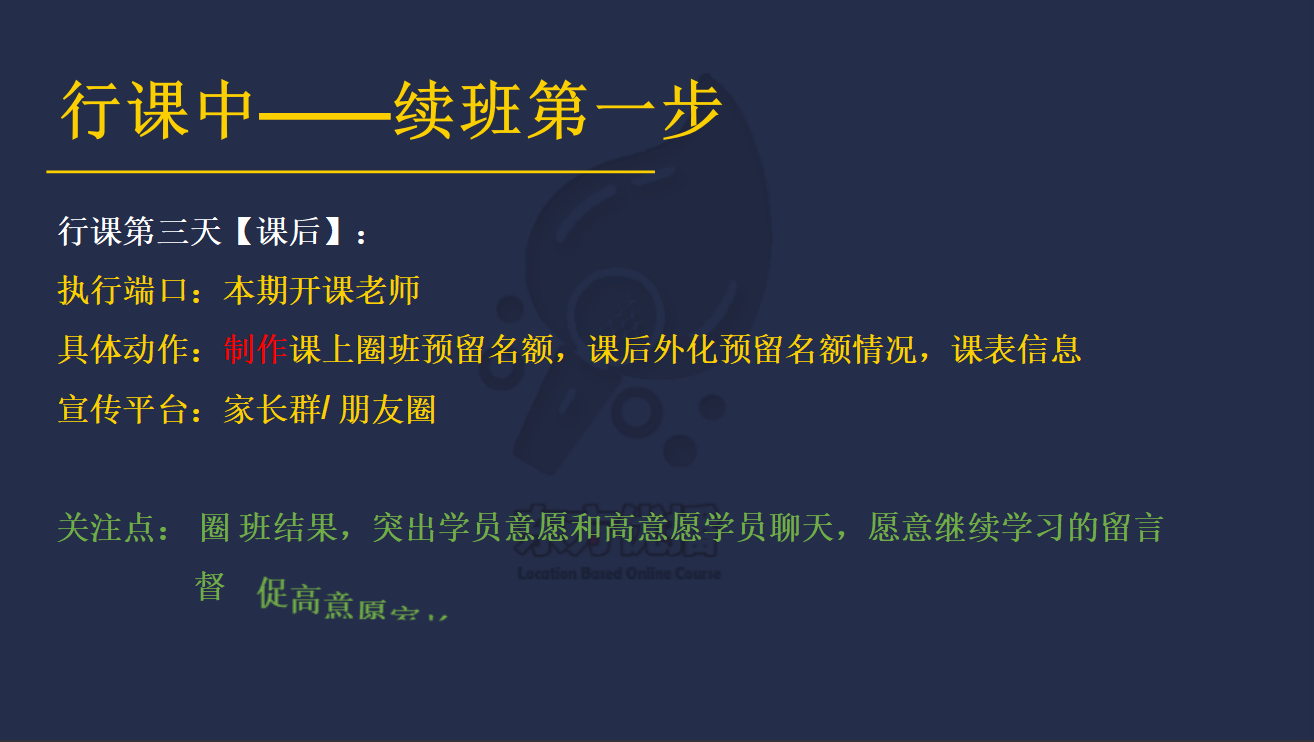 行课中——续班第一步
行课第三天【课后】：
执行端口：本期开课老师
具体动作：制作课上圈班预留名额，课后外化预留名额情况，课表信息
宣传平台：家长群/ 朋友圈
关注点： 圈 班结果，突出学员意愿和高意愿学员聊天，愿意继续学习的留言
督 促高意愿家长
Location Based Online Course